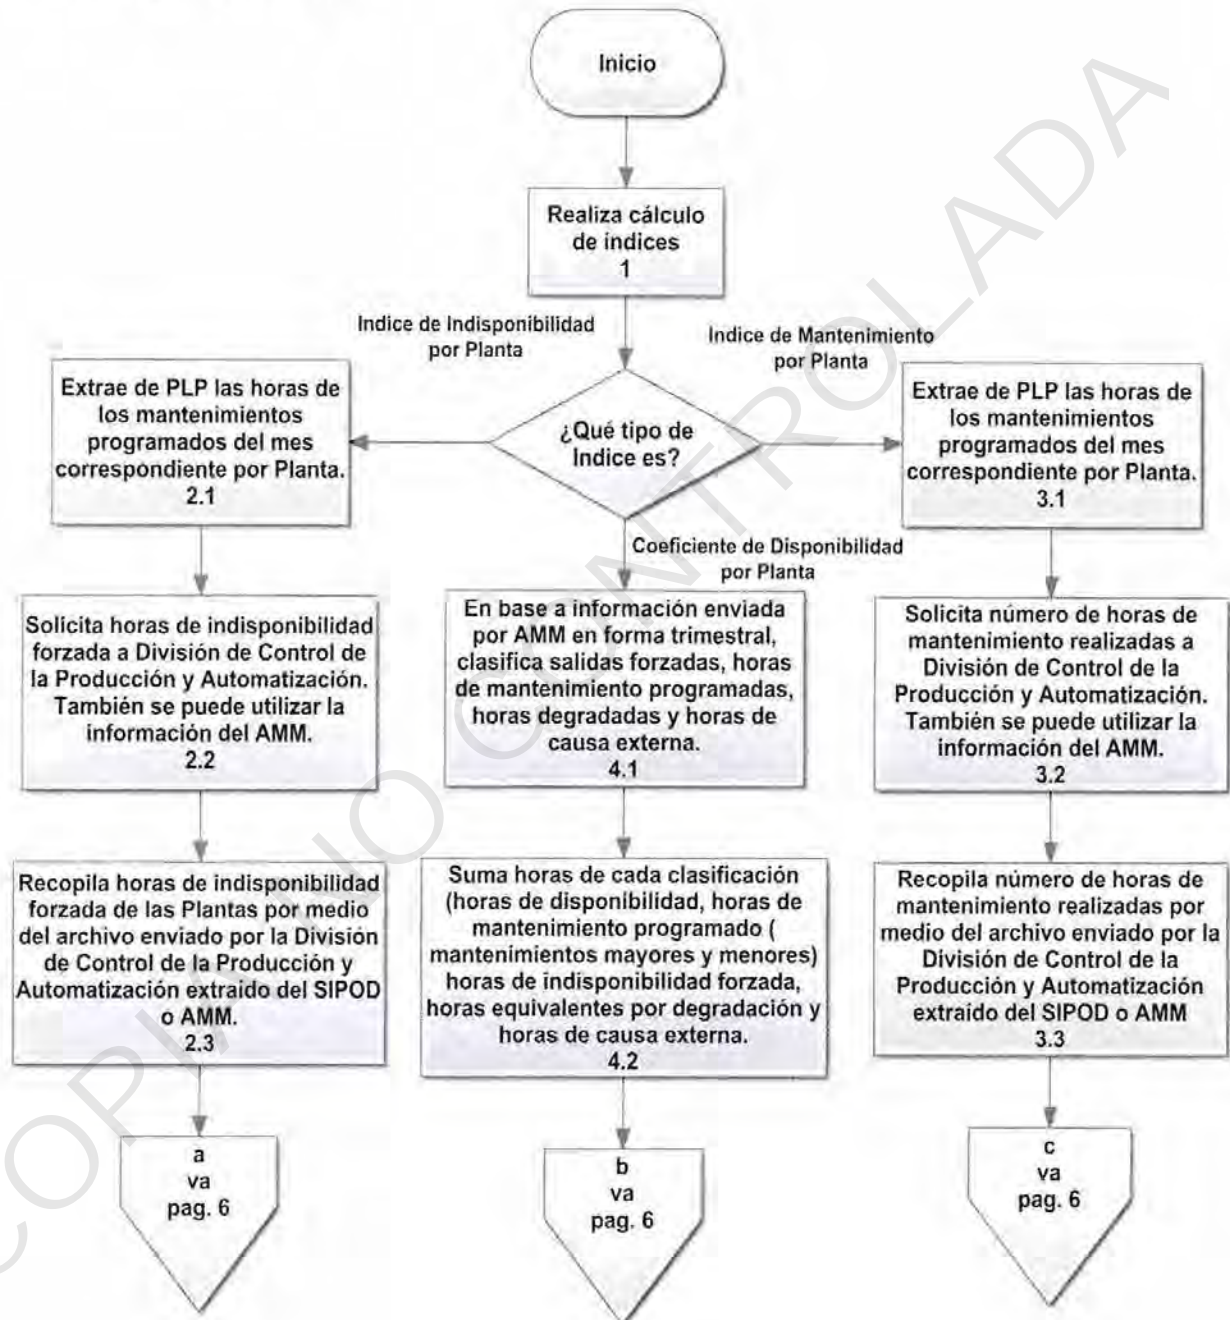 Inicio
Realiza cálculo
de indices
1
Indice de Indisponibilidad
por Planta
Indice de Mantenimiento
por Planta
¿Qué tipo de
Indice es?
Coeficiente de Disponibilidad
por Planta
Extrae de PLP las horas de
los mantenimientos
programados del mes
correspondiente por Planta.
2.1
Solicita horas de indisponibilidad
forzada a División de Control de
la Producción y Automatización.
También se puede utilizar la
información del AMM.
2.2
Recopila horas de indisponibilidad
forzada de las Plantas por medio
del archivo enviado por la División
de Control de la Producción y
Automatización extraido del SIPOD
o AMM.
2.3
a
va
pag. 6
En base a información enviada
por AMM en forma trimestral,
clasifica salidas forzadas, horas
de mantenimiento programadas,
horas degradadas y horas de
causa externa.
4.1
Suma horas de cada clasificación
(horas de disponibilidad, horas de
mantenimiento programado (
mantenimientos mayores y menores)
horas de indisponibilidad forzada,
horas equivalentes por degradación y
horas de causa externa.
4.2
b
va
pag. 6
Extrae de PLP las horas de
los mantenimientos
programados del mes
correspondiente por Planta.
3.1
Solicita número de horas de
mantenimiento realizadas a
División de Control de la
Producción y Automatización.
También se puede utilizar la
información del AMM.
3.2
Recopila número de horas de
mantenimiento realizadas por
medio del archivo enviado por la
División de Control de la
Producción y Automatización
extraido del SIPOD o AMM
3.3
c
va
pag. 6
COPIA NO CONTROLADA